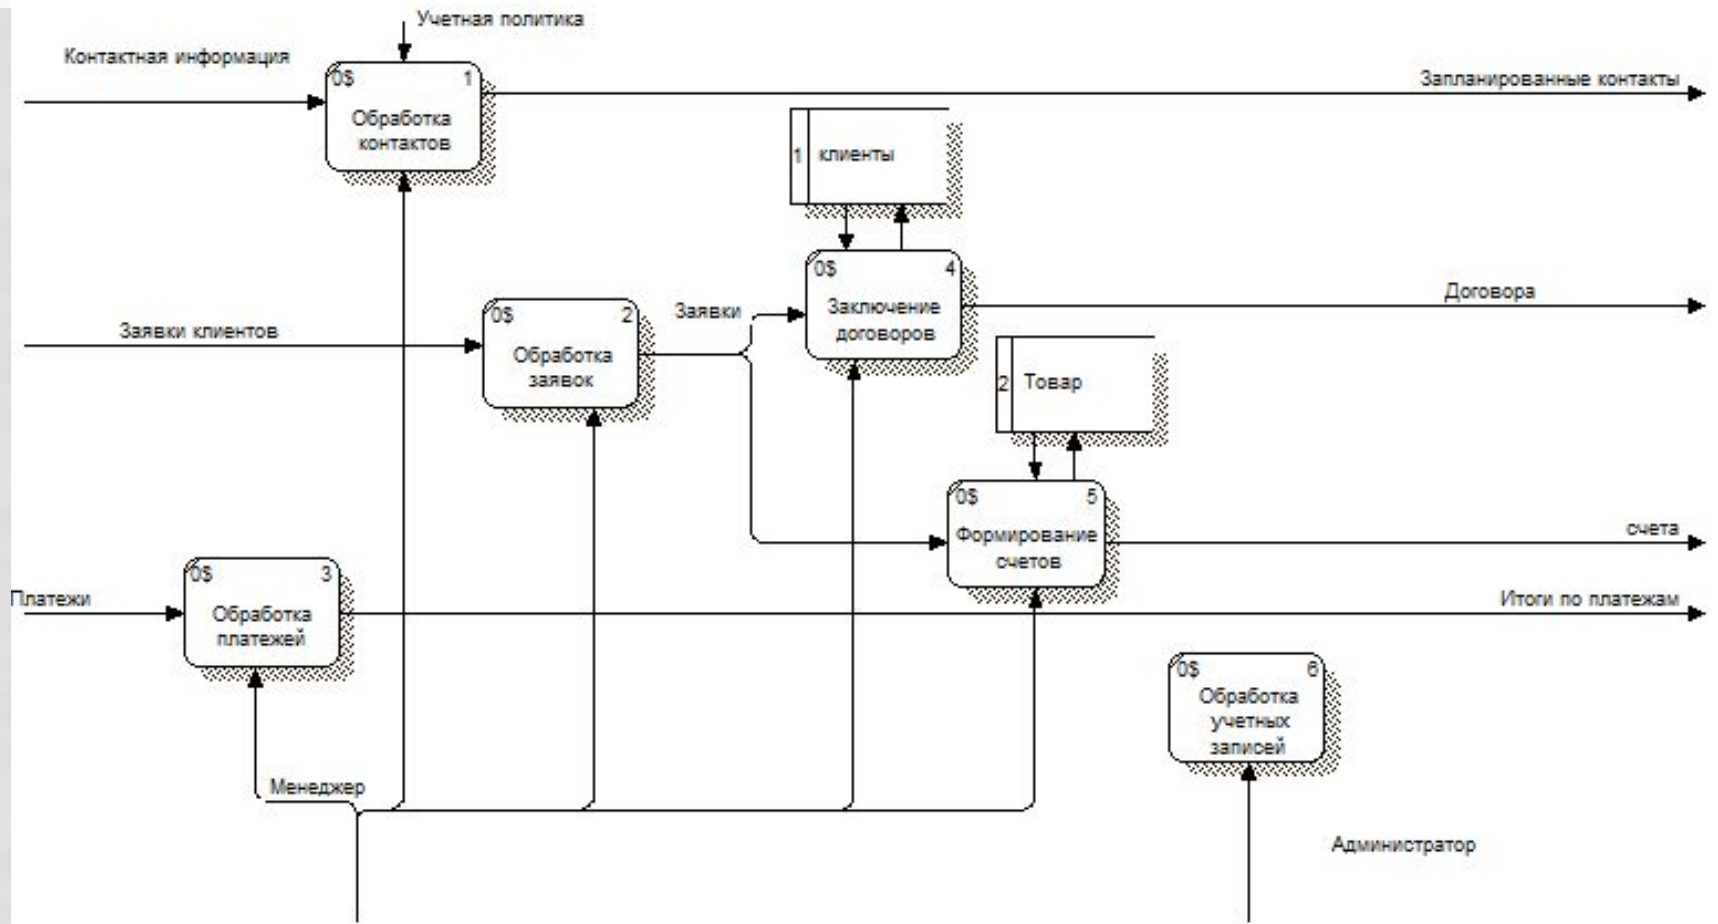 Учетная политика
Контактная информация
0$ 1
Обработка
контактов
Запланированные контакты
1 клиенты
0$ 4
Заключение
договоров
Договора
Заявки клиентов
0$ 2
Обработка
заявок
Заявки
2 Товар
0$ 5
Формирование
счетов
счета
Платежи
0$ 3
Обработка
платежей
Итоги по платежам
0$ 6
Обработка
учетных
записей
Менеджер
Администратор